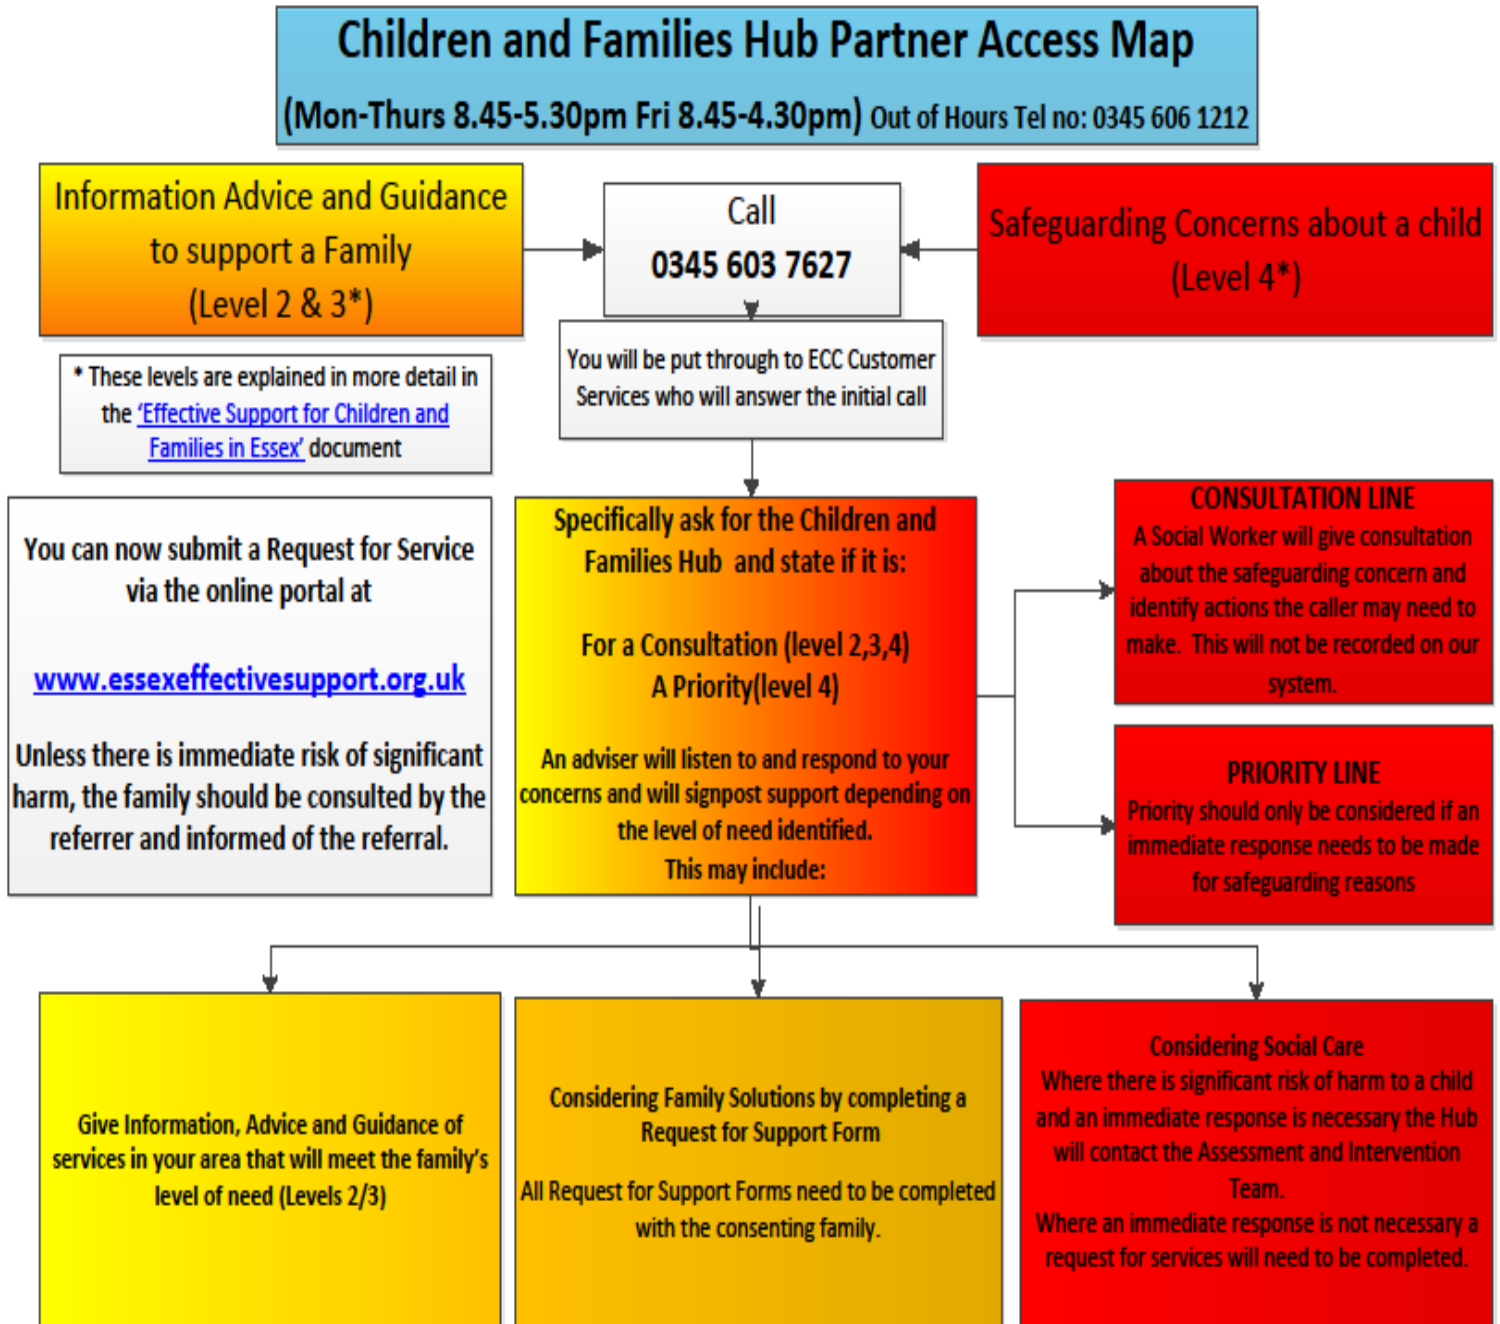 Children and Families Hub Partner Access Map
(Mon-Thurs 8.45-5.30pm Fri 8.45-4.30pm) Out of Hours Tel no: 0345 606 1212
Information Advice and Guidance
to support a Family
(Level 2 & 3*)
Call
0345 603 7627
Safeguarding Concerns about a child
(Level 4*)
* These levels are explained in more detail in
the 'Effective Support for Children and
Families in Essex' document
You will be put through to ECC Customer
Services who will answer the initial call
You can now submit a Request for Service
via the online portal at
www.essexeffectivesupport.org.uk
Unless there is immediate risk of significant
harm, the family should be consulted by the
referrer and informed of the referral.
Specifically ask for the Children and
Families Hub and state if it is:
For a Consultation (level 2,3,4)
A Priority(level 4)
An adviser will listen to and respond to your
concerns and will signpost support depending on
the level of need identified.
This may include:
CONSULTATION LINE
A Social Worker will give consultation
about the safeguarding concern and
identify actions the caller may need to
make. This will not be recorded on our
system.
PRIORITY LINE
Priority should only be considered if an
immediate response needs to be made
for safeguarding reasons
Give Information, Advice and Guidance of
services in your area that will meet the family's
level of need (Levels 2/3)
Considering Family Solutions by completing a
Request for Support Form
All Request for Support Forms need to be completed
with the consenting family.
Considering Social Care
Where there is significant risk of harm to a child
and an immediate response is necessary the Hub
will contact the Assessment and Intervention
Team.
Where an immediate response is not necessary a
request for services will need to be completed.